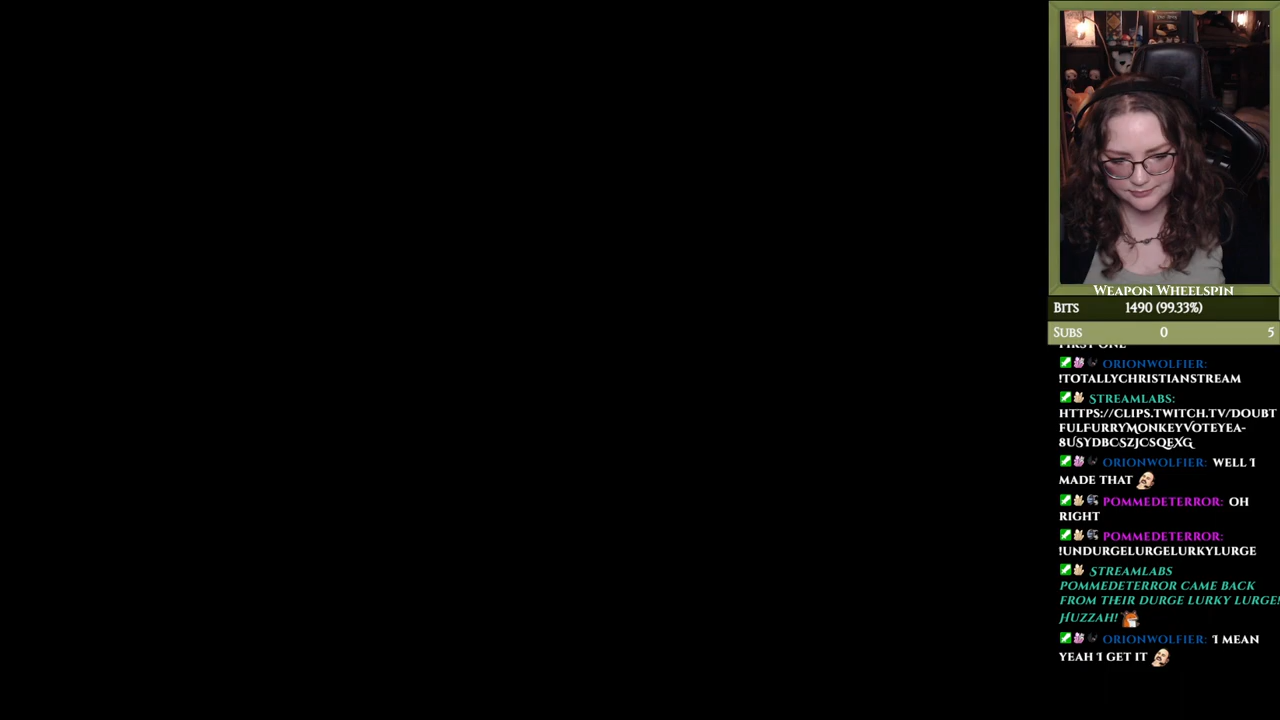 Weapon Wheelspin
Bits 1490 (99.33%)
Subs 0 5
FIRST ONE
ORIONWOLFIER:
!TOTALLYCHRISTIANSTREAM
STREAMLABS:
HTTPS://CLIPS.TWITCH.TV/DOUBT
FULFURRYMONKEYVOTEYEA-
8USYDBCSZJCSQEXG
ORIONWOLFIER: WELL I
MADE THAT
POMMEDETERROR: OH
RIGHT
POMMEDETERROR:
!UNDURGELURGELURKYLURGE
STREAMLABS
POMMEDETERROR CAME BACK
FROM THEIR DURGE LURKY LURGE!
HUZZAH!
ORIONWOLFIER: I MEAN
YEAH I GET IT